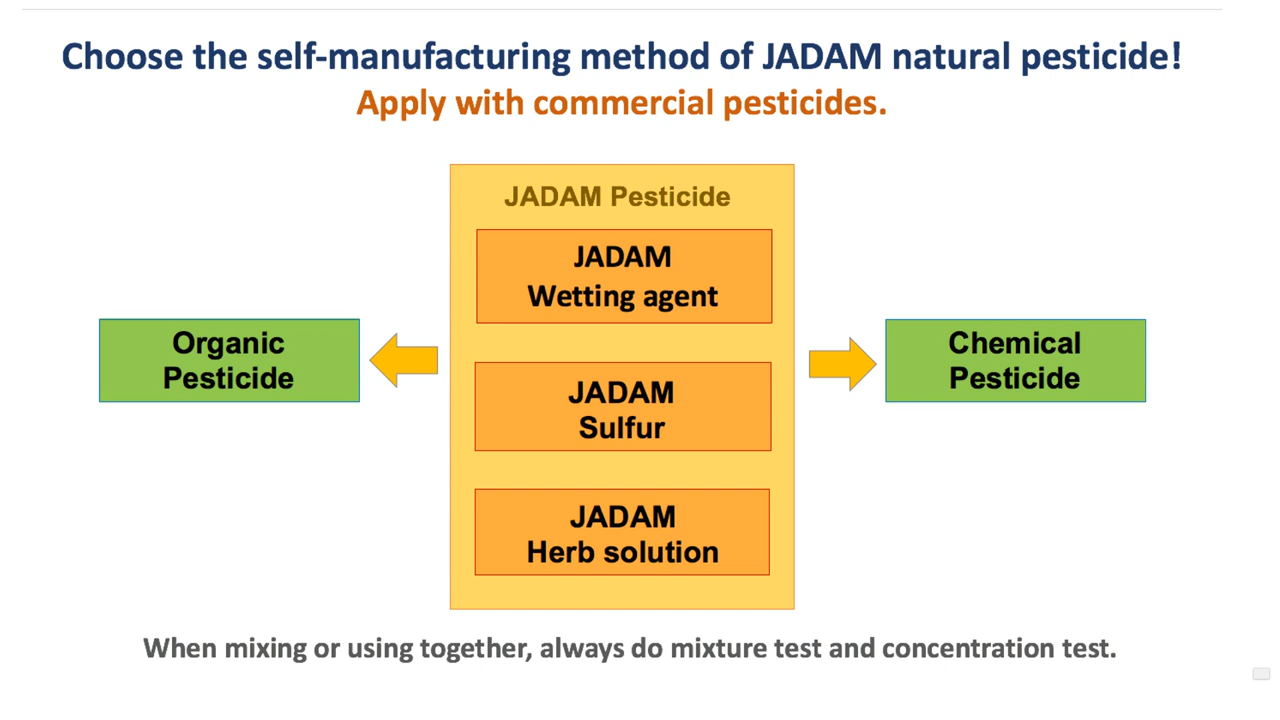 Choose the self-manufacturing method of JADAM natural pesticide!
Apply with commercial pesticides.
JADAM Pesticide
JADAM
Wetting agent
Organic
Pesticide
Chemical
Pesticide
JADAM
Sulfur
JADAM
Herb solution
When mixing or using together, always do mixture test and concentration test.